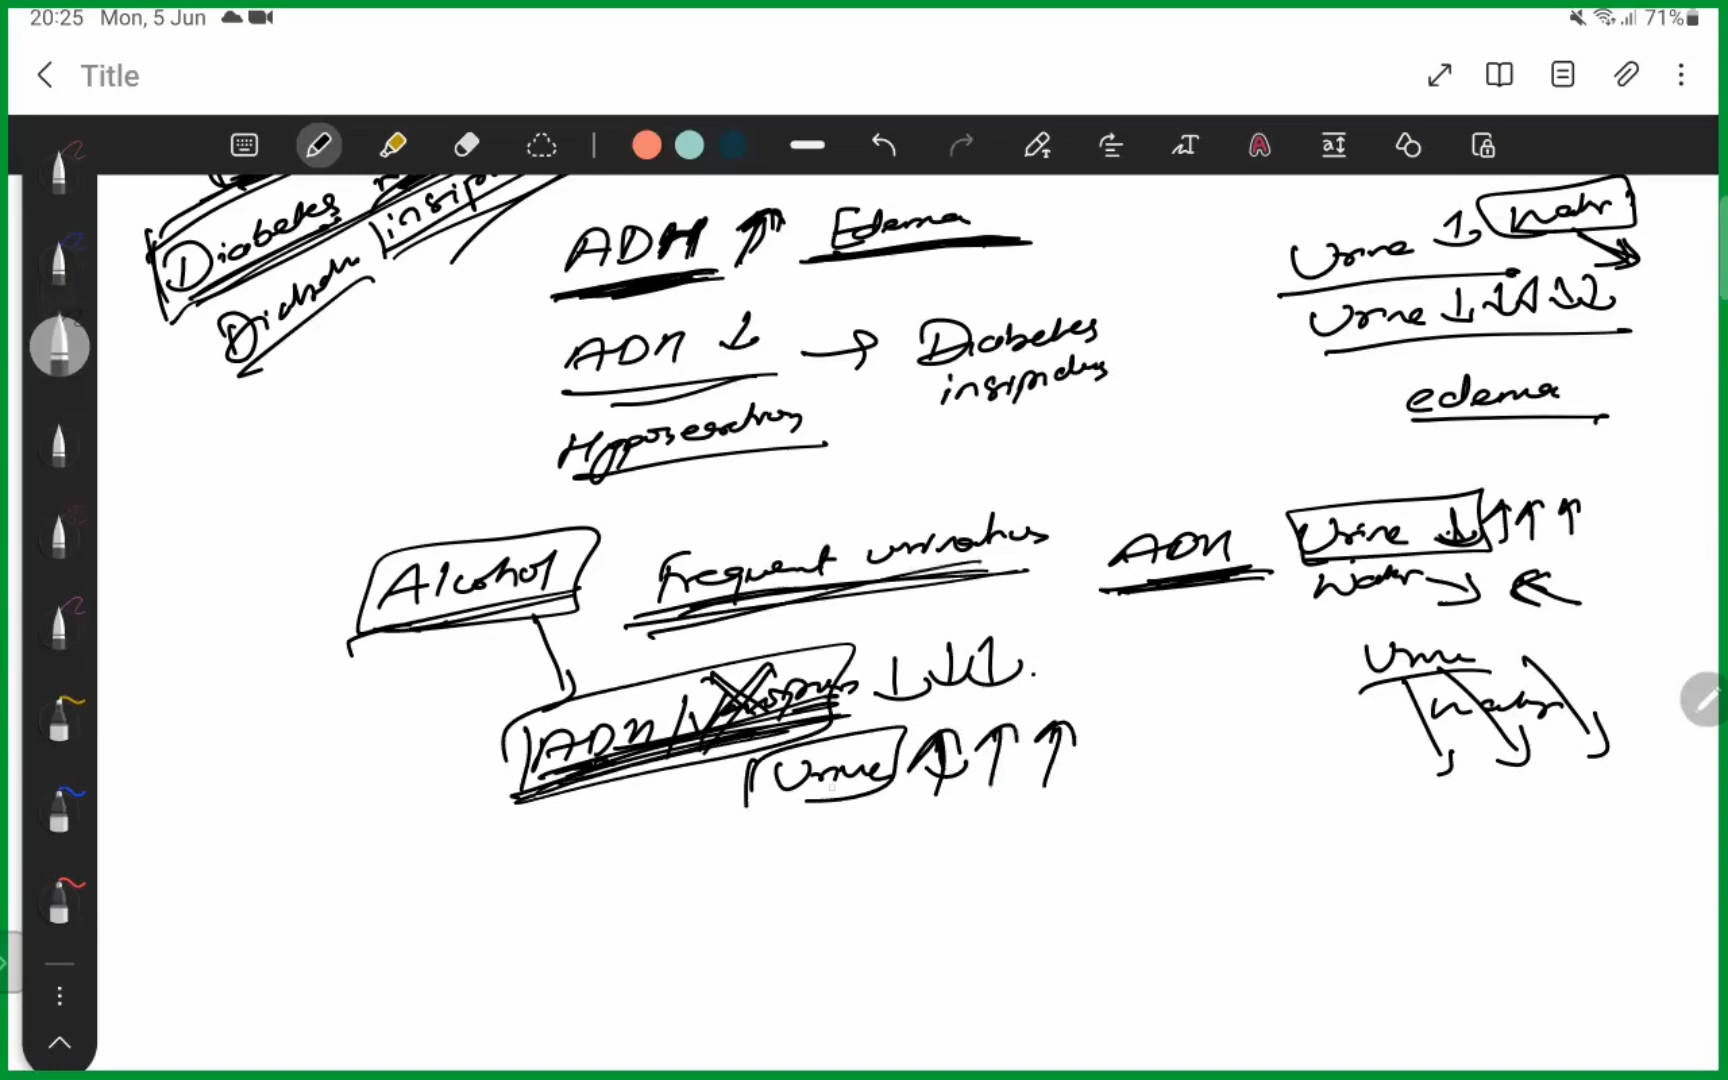 20:25 Mon, 5 Jun
71%
Title
Diabetes insip
Diabetes
ADH ↑↑ Edema
ADH ↓ → Diabetes
insipidus
Hyposecretion
Urine ↓ water
Urine ↓ ↓ ↓ ↓ ↓
edema
Alcohol
Frequent urination
ADH
Urine ↓ ↑ ↑ ↑
Water → ←
ADH / ↓ ↓ ↓.
Urine ↑ ↑ ↑
Urine
Water